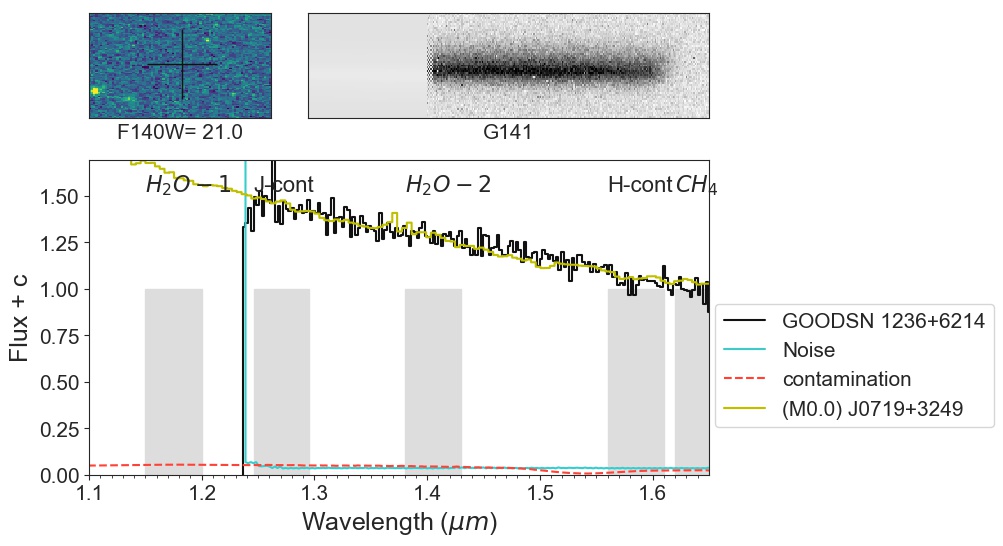 F140W= 21.0
G141
H₂O − 1
J-cont
H₂O − 2
H-cont
CH₄
1.50
1.25
1.00
0.75
0.50
0.25
0.00
Flux + c
1.1
1.2
1.3
1.4
1.5
1.6
Wavelength (μm)
GOODSN 1236+6214
Noise
contamination
(M0.0) J0719+3249